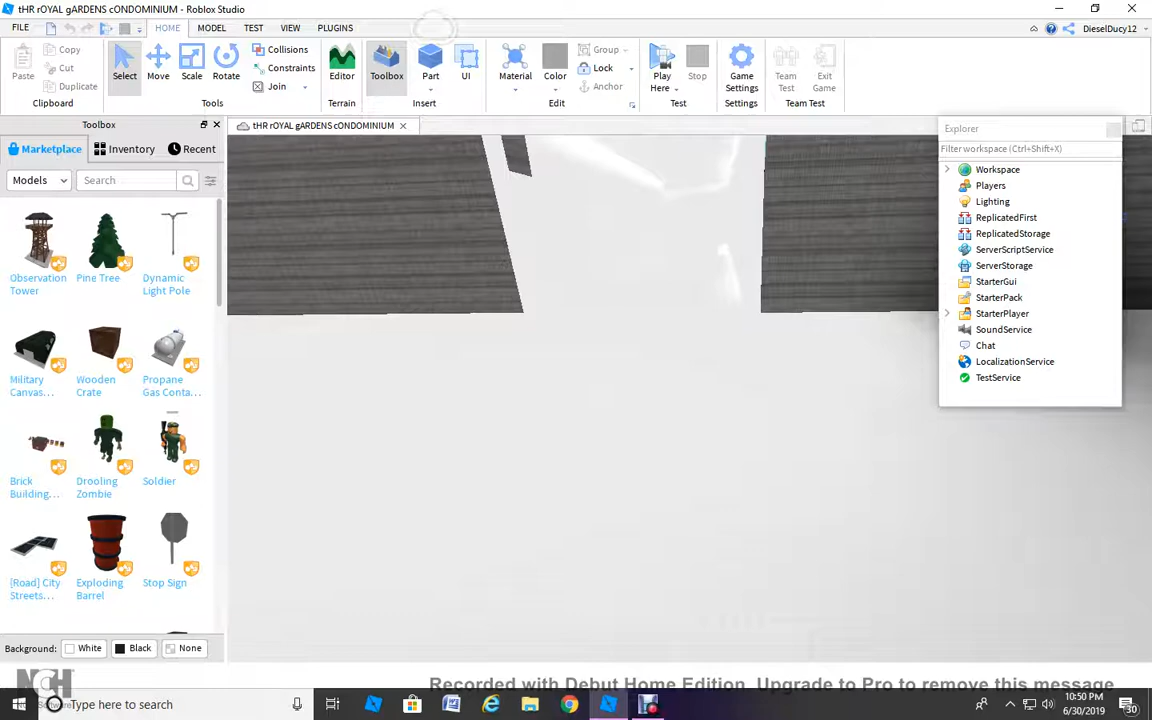 tHR rOYAL gARDENS cONDOMINIUM - Roblox Studio
FILE HOME MODEL TEST VIEW PLUGINS DieselDucy12
Paste Copy Cut Duplicate Select Move Scale Rotate Collisions Constraints Join Editor Toolbox Part UI Material Color Group Lock Anchor Play Here Stop Game Settings Team Test Exit Game
Clipboard Tools Terrain Insert Edit Test Settings Team Test
Toolbox
tHR rOYAL gARDENS cONDOMINIUM
Marketplace Inventory Recent
Models Search
Observation Tower
Pine Tree
Dynamic Light Pole
Military Canvas...
Wooden Crate
Propane Gas Conta...
Brick Building...
Drooling Zombie
Soldier
[Road] City Streets...
Exploding Barrel
Stop Sign
Background: White Black None
Explorer
Filter workspace (Ctrl+Shift+X)
Workspace
Players
Lighting
ReplicatedFirst
ReplicatedStorage
ServerScriptService
ServerStorage
StarterGui
StarterPack
StarterPlayer
SoundService
Chat
LocalizationService
TestService
NCH
Recorded with Debut Home Edition. Upgrade to Pro to remove this message
Type here to search
10:50 PM
6/30/2019
30